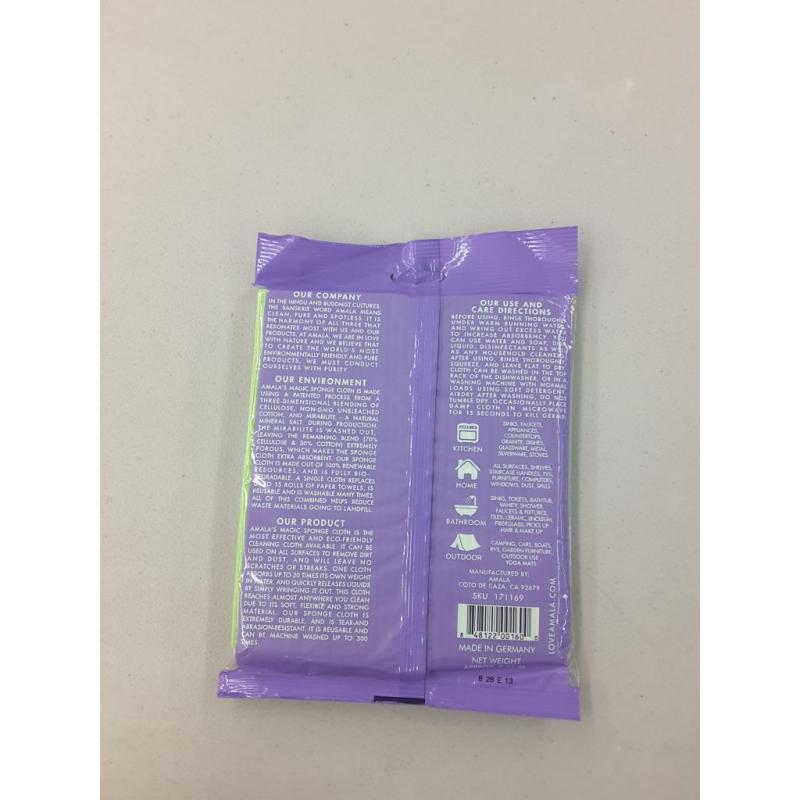 OUR COMPANY
IN THE HINDU AND BUDDHIST CULTURES,
THE SANSKRIT WORD AMALA MEANS
CLEAN, PURE AND SPOTLESS. IT IS
THE HARMONY OF ALL THREE THAT
RESONATES MOST WITH US AND OUR
PRODUCTS. AT AMALA, WE ARE IN LOVE
WITH NATURE AND WE BELIEVE THAT
TO CREATE THE WORLD'S MOST
ENVIRONMENTALLY FRIENDLY AND PURE
PRODUCTS, WE MUST CONDUCT
OURSELVES WITH PURITY.
OUR ENVIRONMENT
AMALA'S MAGIC SPONGE CLOTH IS MADE
USING A PATENTED PROCESS FROM A
THREE-DIMENSIONAL BLENDING OF
CELLULOSE, NON-GMO UNBLEACHED
COTTON, AND MIRABILITE - A NATURAL
MINERAL SALT. DURING PRODUCTION,
THE MIRABILITE IS WASHED OUT,
LEAVING THE REMAINING BLEND (70%
CELLULOSE & 30% COTTON) EXTREMELY
POROUS, WHICH MAKES THE SPONGE
CLOTH EXTRA ABSORBENT. OUR SPONGE
CLOTH IS MADE OUT OF 100% RENEWABLE
RESOURCES, AND IS FULLY BIO-
DEGRADABLE. A SINGLE CLOTH REPLACES
UP TO 15 ROLLS OF PAPER TOWELS, IS
REUSABLE AND IS WASHABLE MANY TIMES.
ALL OF THIS COMBINED HELPS REDUCE
WASTE MATERIALS GOING TO LANDFILL.
OUR PRODUCT
AMALA'S MAGIC SPONGE CLOTH IS THE
MOST EFFECTIVE AND ECO-FRIENDLY
CLEANING CLOTH AVAILABLE. IT CAN BE
USED ON ALL SURFACES TO REMOVE DIRT
AND DUST, AND WILL LEAVE NO
SCRATCHES OR STREAKS. ONE CLOTH
ABSORBS UP TO 20 TIMES ITS OWN WEIGHT
IN WATER, AND QUICKLY RELEASES LIQUIDS
BY SIMPLY WRINGING IT OUT. THIS CLOTH
REACHES ALMOST ANYWHERE YOU CLEAN
DUE TO ITS SOFT, FLEXIBLE AND STRONG
MATERIAL. OUR SPONGE CLOTH IS
EXTREMELY DURABLE, AND IS TEAR-AND
ABRASION-RESISTANT. IT IS REUSABLE AND
CAN BE MACHINE WASHED UP TO 300
TIMES.
OUR USE AND
CARE DIRECTIONS
BEFORE USING, RINSE THOROUGHLY
UNDER WARM RUNNING WATER
AND WRING OUT EXCESS WATER
TO INCREASE ABSORBENCY. YOU
CAN USE WATER AND SOAP, DISH
LIQUID, DISINFECTANTS AS WELL
AS ANY HOUSEHOLD CLEANERS.
AFTER USING, RINSE THOROUGHLY,
SQUEEZE, AND LEAVE FLAT TO DRY.
CLOTH CAN BE WASHED IN THE TOP
RACK OF THE DISHWASHER, OR IN A
WASHING MACHINE WITH NORMAL
LOADS USING SOFT DETERGENT.
AIRDRY AFTER WASHING, DO NOT
TUMBLE DRY. OCCASIONALLY PLACE
DAMP CLOTH IN MICROWAVE
FOR 15 SECONDS TO KILL GERMS.
KITCHEN
SINKS, FAUCETS,
APPLIANCES,
COUNTERTOPS,
GRANITE, DISHES,
GLASSWEAR, METAL,
SILVERWARE, STOVES
HOME
ALL SURFACES, SHELVES,
STAIRCASE HANDLES, TVS,
FURNITURE, COMPUTERS,
WINDOWS, DUST, SPILLS
BATHROOM
SINKS, TOILETS, BATHTUB,
VANITY, SHOWER,
FAUCETS & FIXTURES,
TILES, CERAMIC, LINOLEUM,
FIBERGLASS, PICKS UP
HAIR & MAKE UP
OUTDOOR
CAMPING, CARS, BOATS,
RVS, GARDEN FURNITURE,
OUTDOOR USE,
YOGA MATS
MANUFACTURED BY:
AMALA
COTO DE CAZA, CA 92679
SKU 171169
8 48122 00160 0
MADE IN GERMANY
NET WEIGHT
8 28 E 13
LOVEAMALA.COM